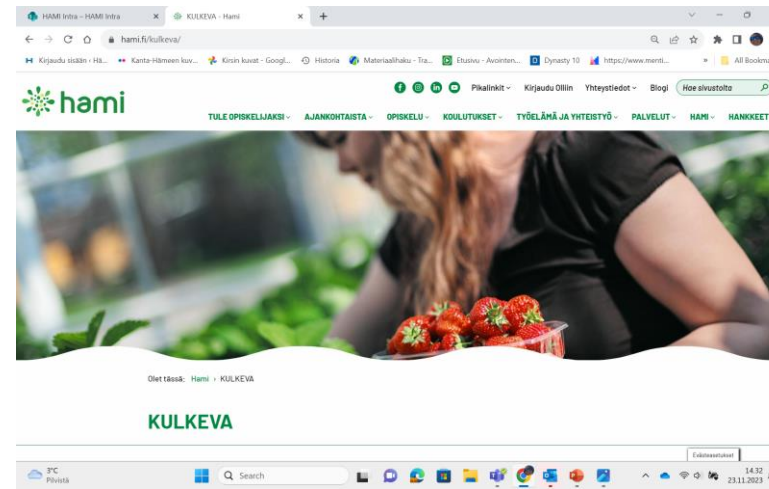 HAMI Intra – HAMI Intra
KULKEVA - Hami
hami.fi/kulkeva/
Kirjaudu sisään ‹ Hä...
Kanta-Hämeen kuv...
Kirsin kuvat - Googl...
Historia
Materiaalihaku - Tra...
Etusivu - Avointen...
Dynasty 10
https://www.menti...
All Bookma
Pikalinkit
Kirjaudu Olliin
Yhteystiedot
Blogi
Hae sivustolta
hami
TULE OPISKELIJAKSI
AJANKOHTAISTA
OPISKELU
KOULUTUKSET
TYÖELÄMÄ JA YHTEISTYÖ
PALVELUT
HAMI
HANKKEET
Olet tässä: Hami › KULKEVA
KULKEVA
Evästeasetukset
3°C
Pilvistä
Search
14.32
23.11.2023